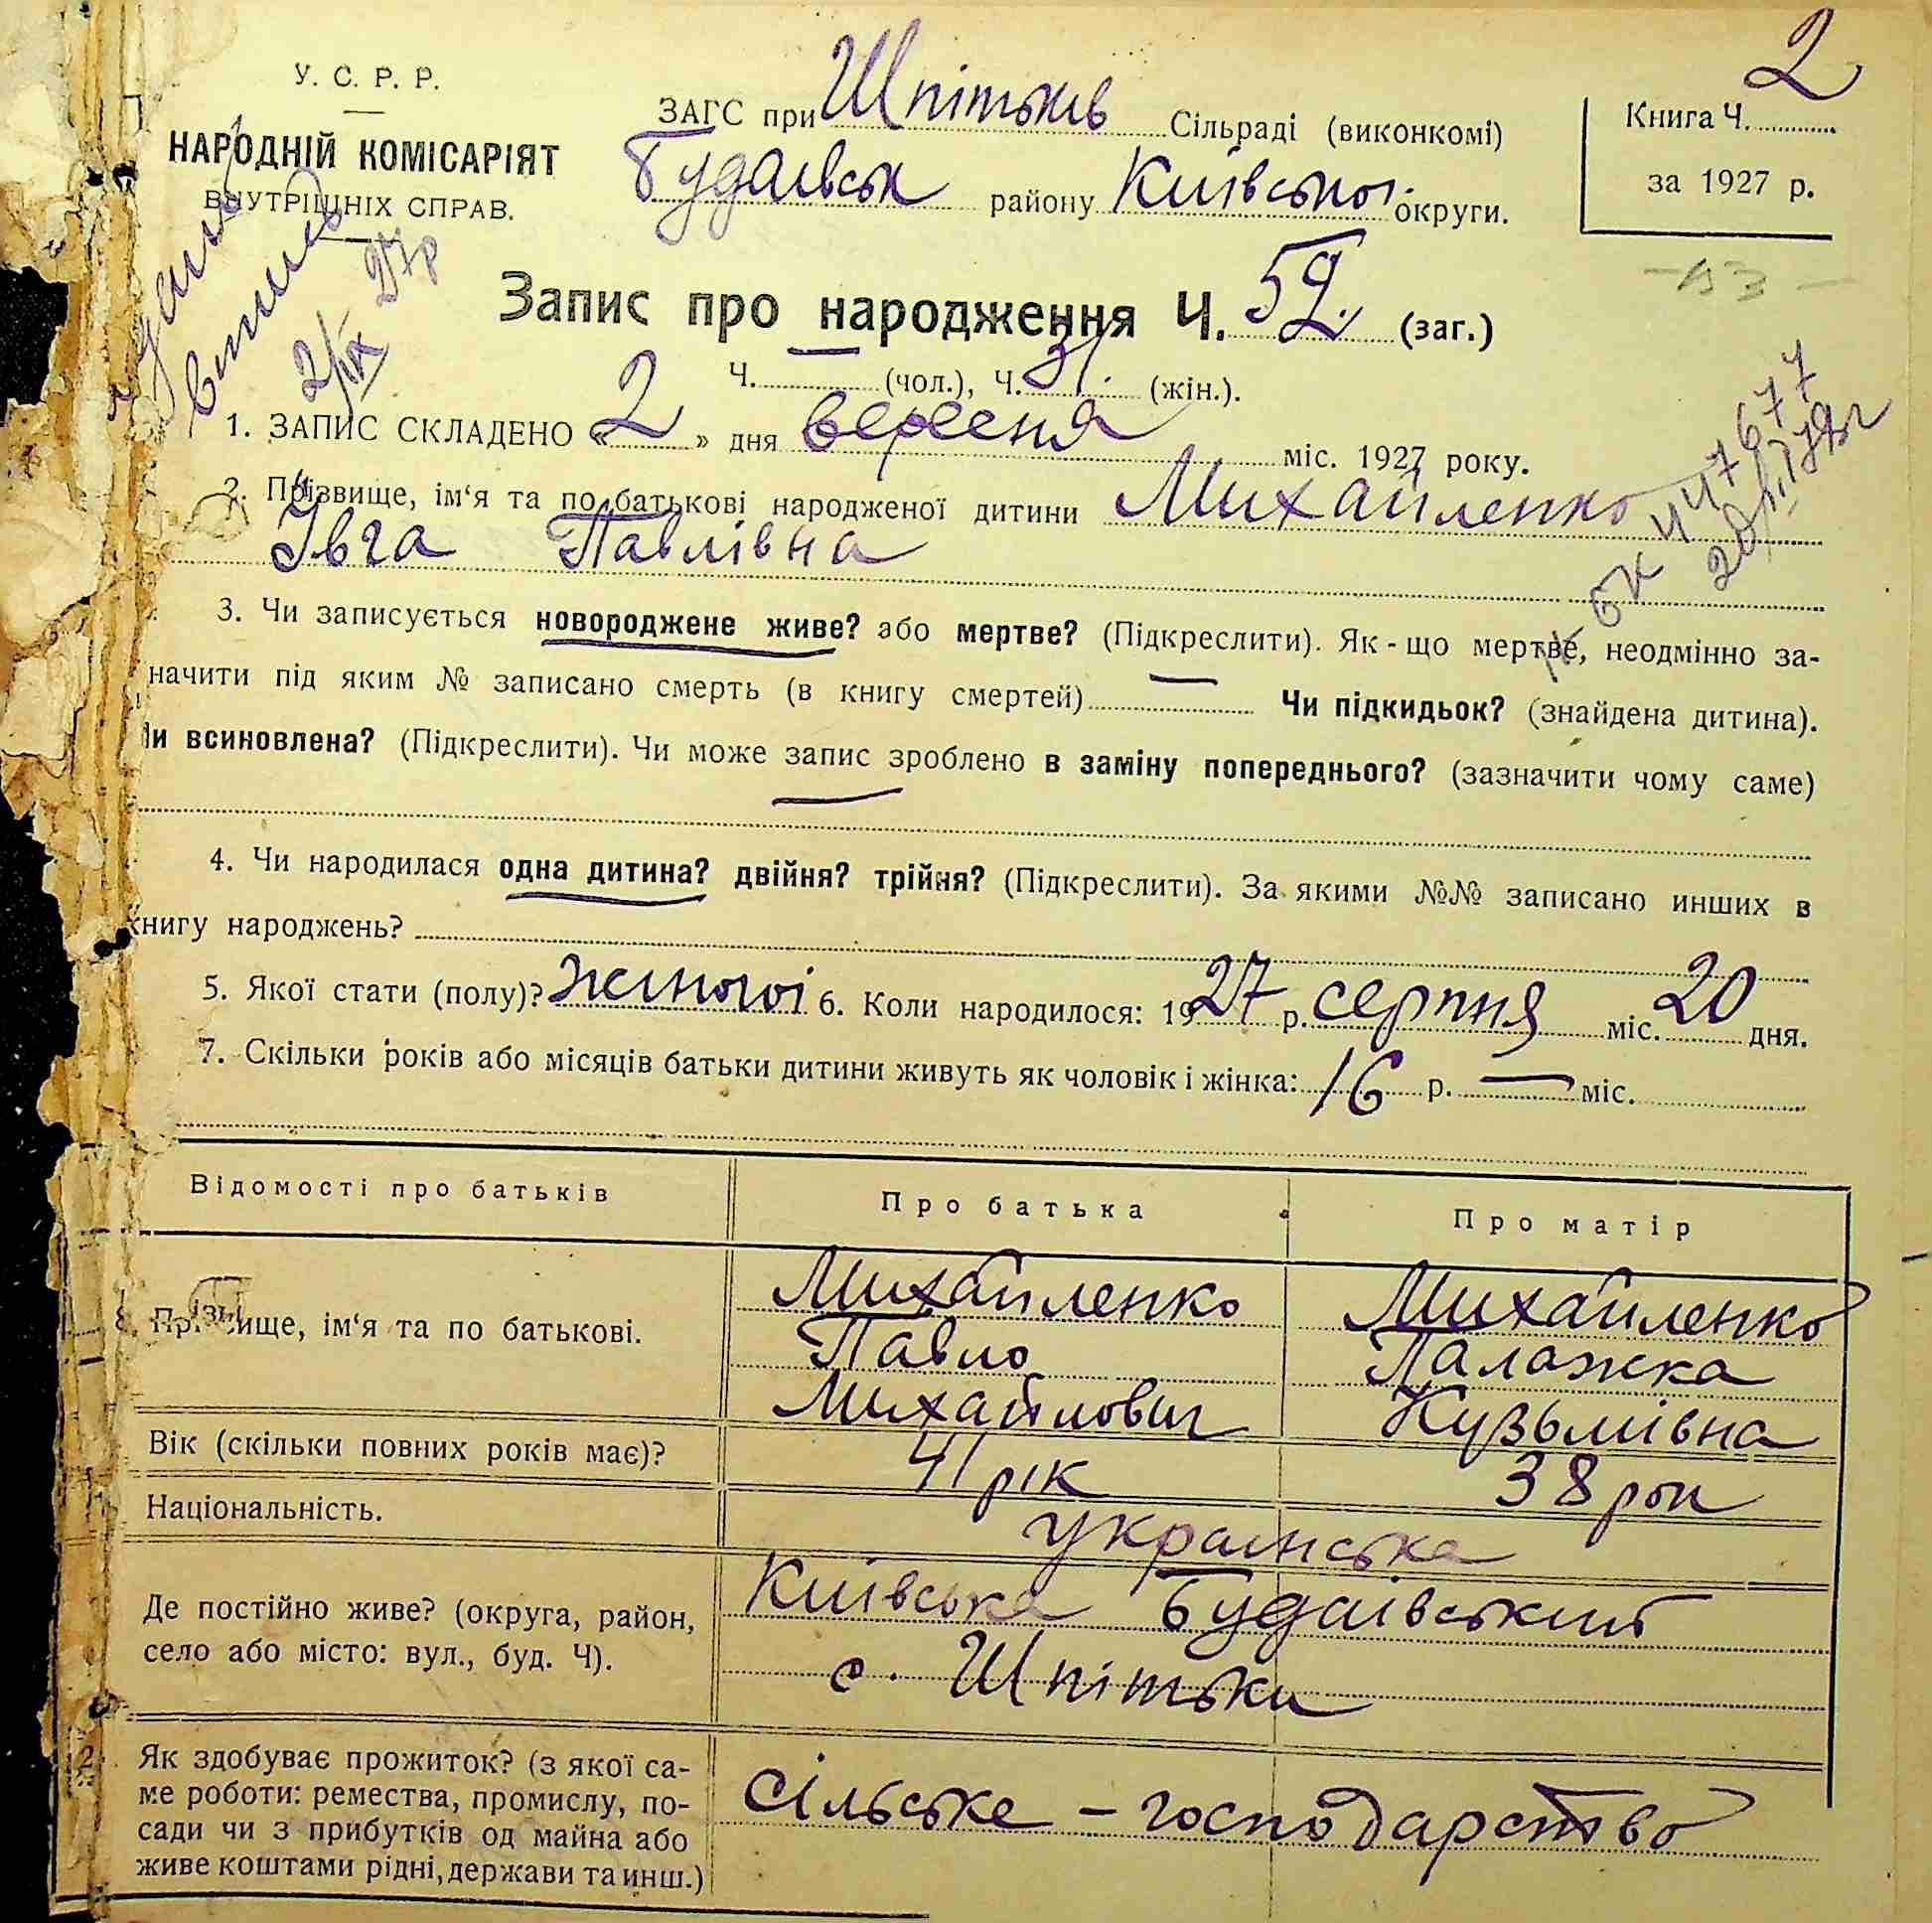 2
У. С. Р. Р.
НАРОДНІЙ КОМІСАРІЯТ
ВНУТРІШНІХ СПРАВ.
ЗАГС при Шпітьків Сільраді (виконкомі)
Будаївськ району Київської округи.
Книга Ч.
за 1927 р.
витяг
2/ІХ 27р
Запис про народження Ч. 59. (заг.)
Ч. — (чол.), Ч. 31. (жін.).
1. ЗАПИС СКЛАДЕНО « 2 » дня вересня міс. 1927 року.
2. Прізвище, ім‘я та по батькові народженої дитини Михайленко
Івга Павлівна
3. Чи записується новороджене живе? або мертве? (Підкреслити). Як-що мертве, неодмінно за-
начити під яким № записано смерть (в книгу смертей) — Чи підкидьок? (знайдена дитина).
Чи всиновлена? (Підкреслити). Чи може запис зроблено в заміну попереднього? (зазначити чому саме)
—
4. Чи народилася одна дитина? двійня? трійня? (Підкреслити). За якими №№ записано инших в
книгу народжень?
5. Якої стати (полу)? жіночої 6. Коли народилося: 1927 р. серпня міс. 20 дня.
7. Скільки років або місяців батьки дитини живуть як чоловік і жінка: 16 р. — міс.
Відомості про батьків Про батька Про матір
8. Прізвище, ім‘я та по батькові.
Михайленко Михайленко
Павло Палажка
Михайлович Кузьмівна
Вік (скільки повних років має)? 41 рік 38 рок
Національність. українська
Де постійно живе? (округа, район,
село або місто: вул., буд. Ч).
Київська Будаївський
с. Шпітьки
Як здобуває прожиток? (з якої са-
ме роботи: ремества, промислу, по-
сади чи з прибутків од майна або
живе коштами рідні, держави та инш.)
сільське – господарство